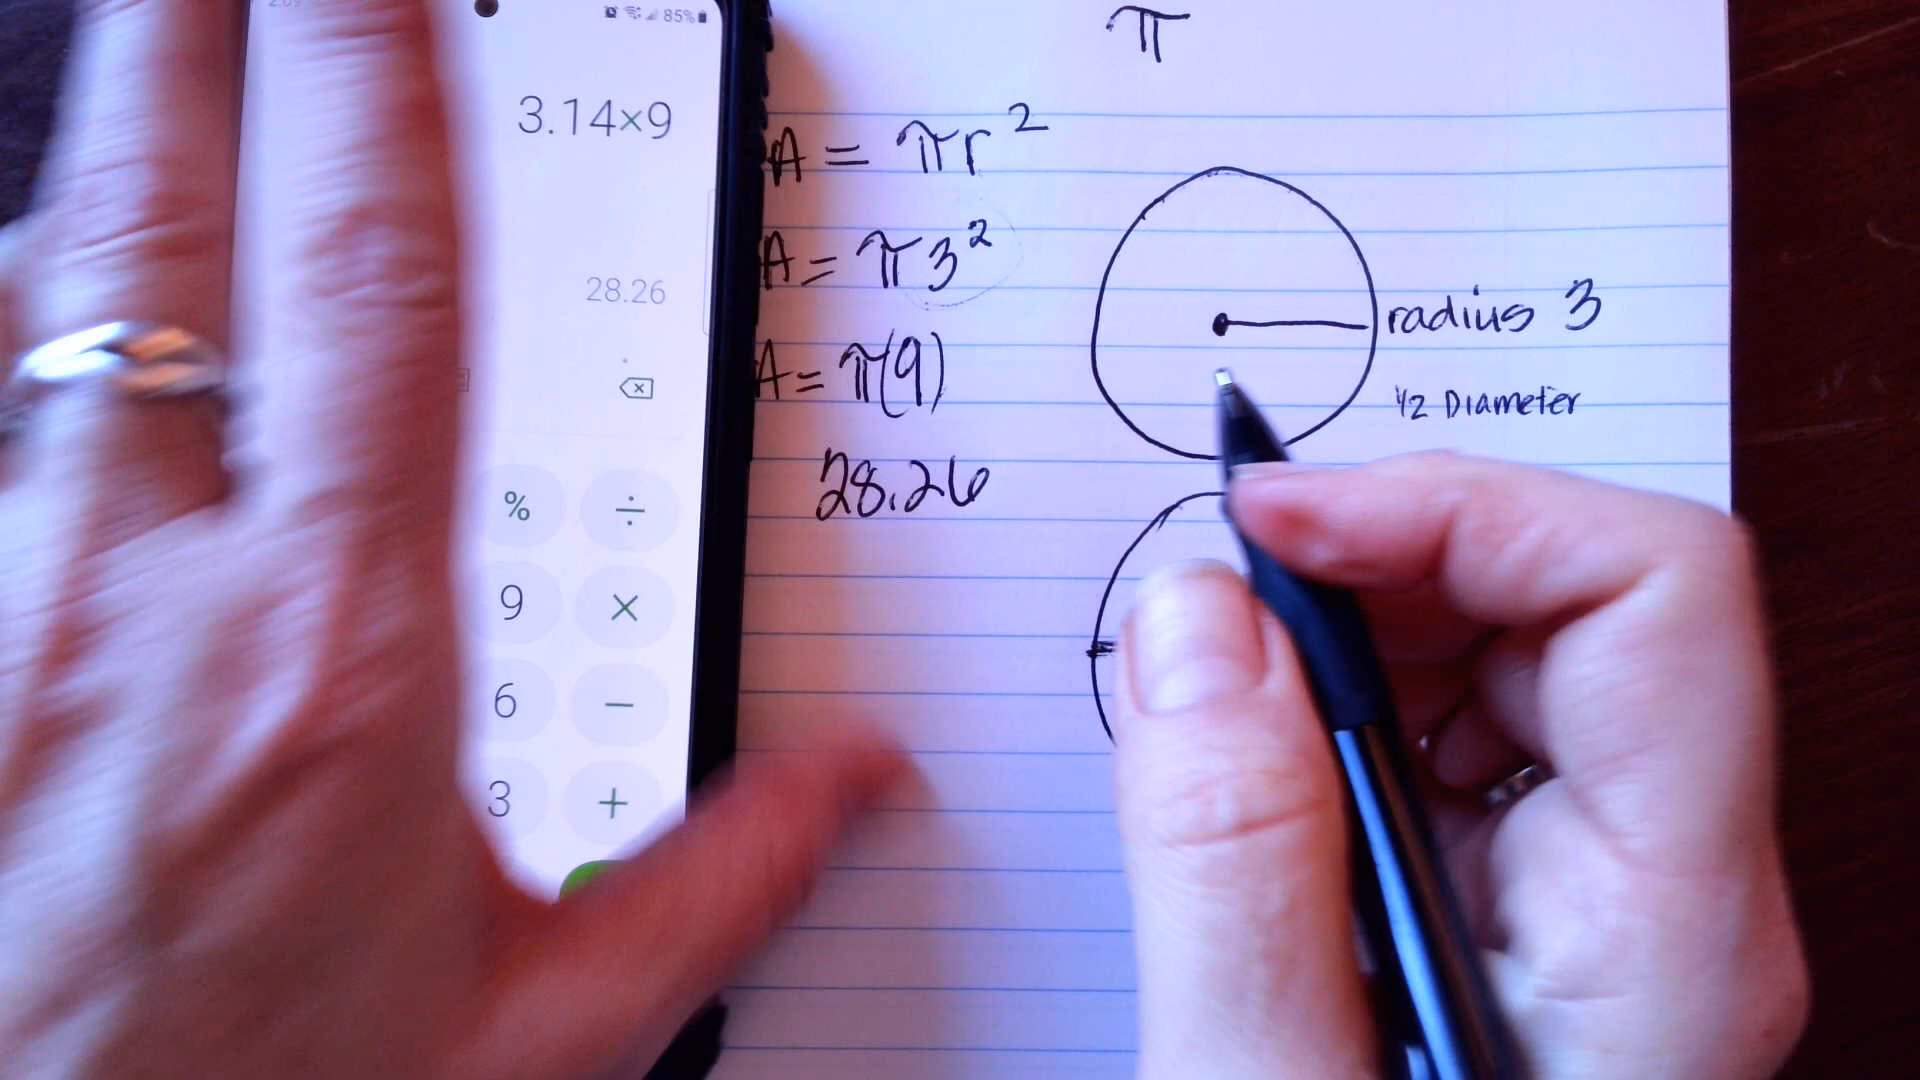 85%
3.14×9
28.26
%
÷
9
×
6
−
3
+
π
A = πr²
A = π3²
A = π(9)
28.26
radius 3
1/2 Diameter